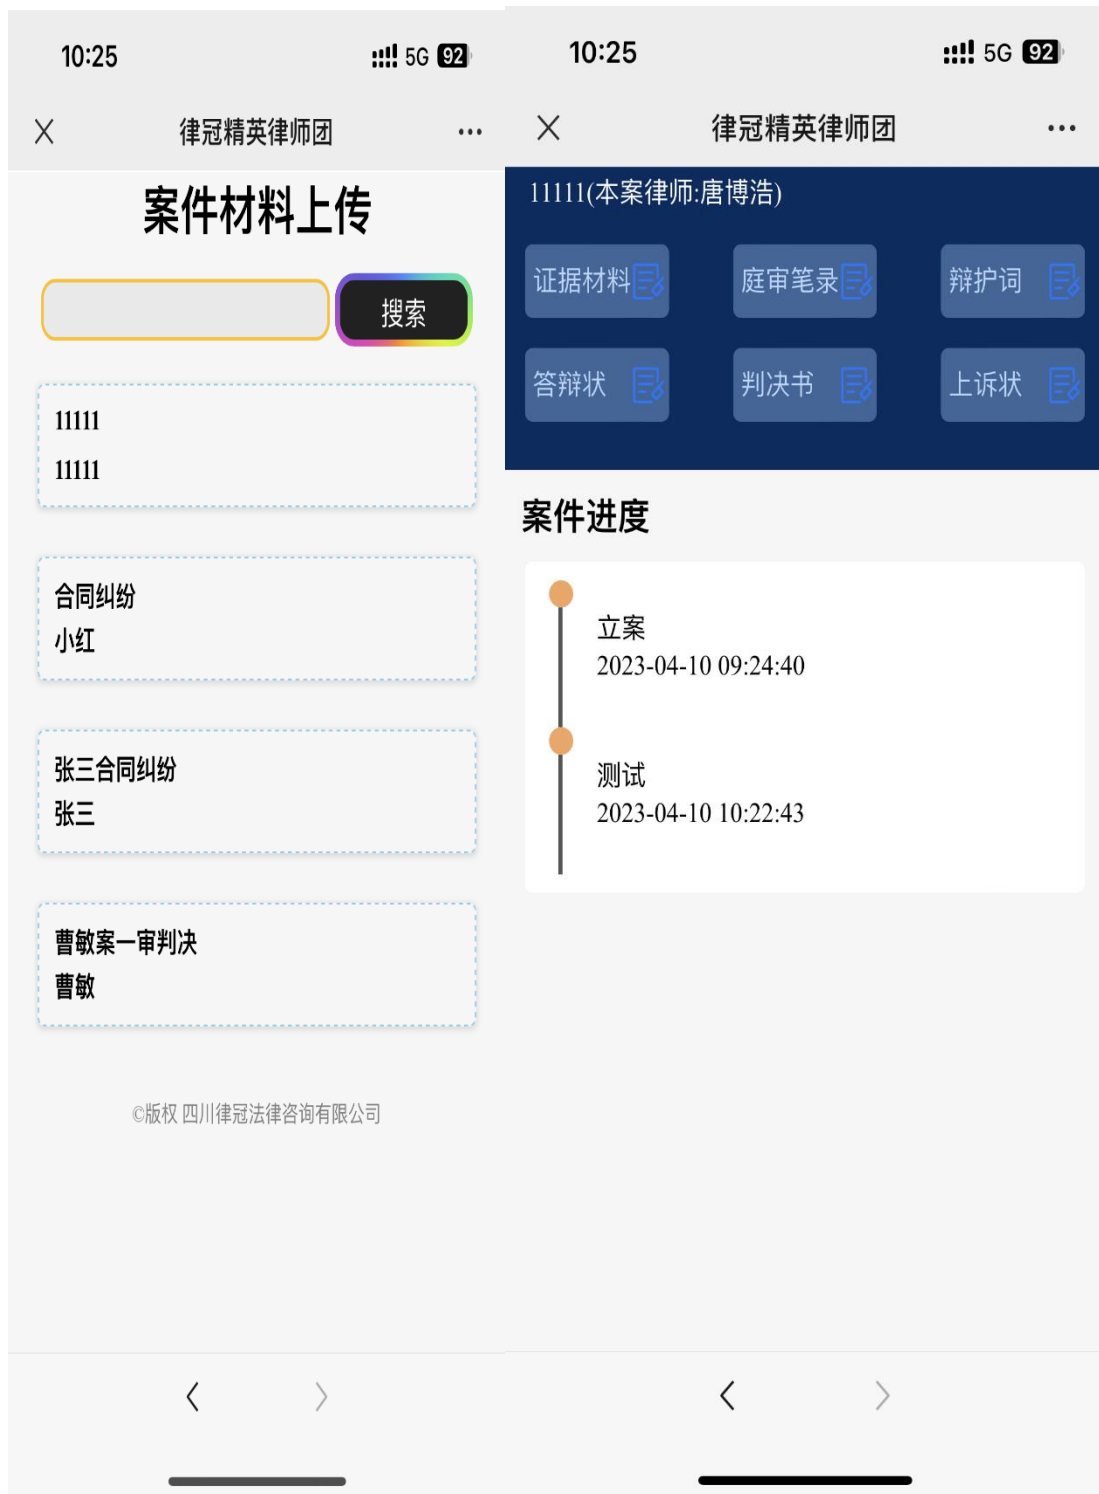 10:25
5G 92
律冠精英律师团
案件材料上传
搜索
11111
11111
合同纠纷
小红
张三合同纠纷
张三
曹敏案一审判决
曹敏
©版权 四川律冠法律咨询有限公司
10:25
5G 92
律冠精英律师团
11111(本案律师:唐博浩)
证据材料
庭审笔录
辩护词
答辩状
判决书
上诉状
案件进度
立案
2023-04-10 09:24:40
测试
2023-04-10 10:22:43